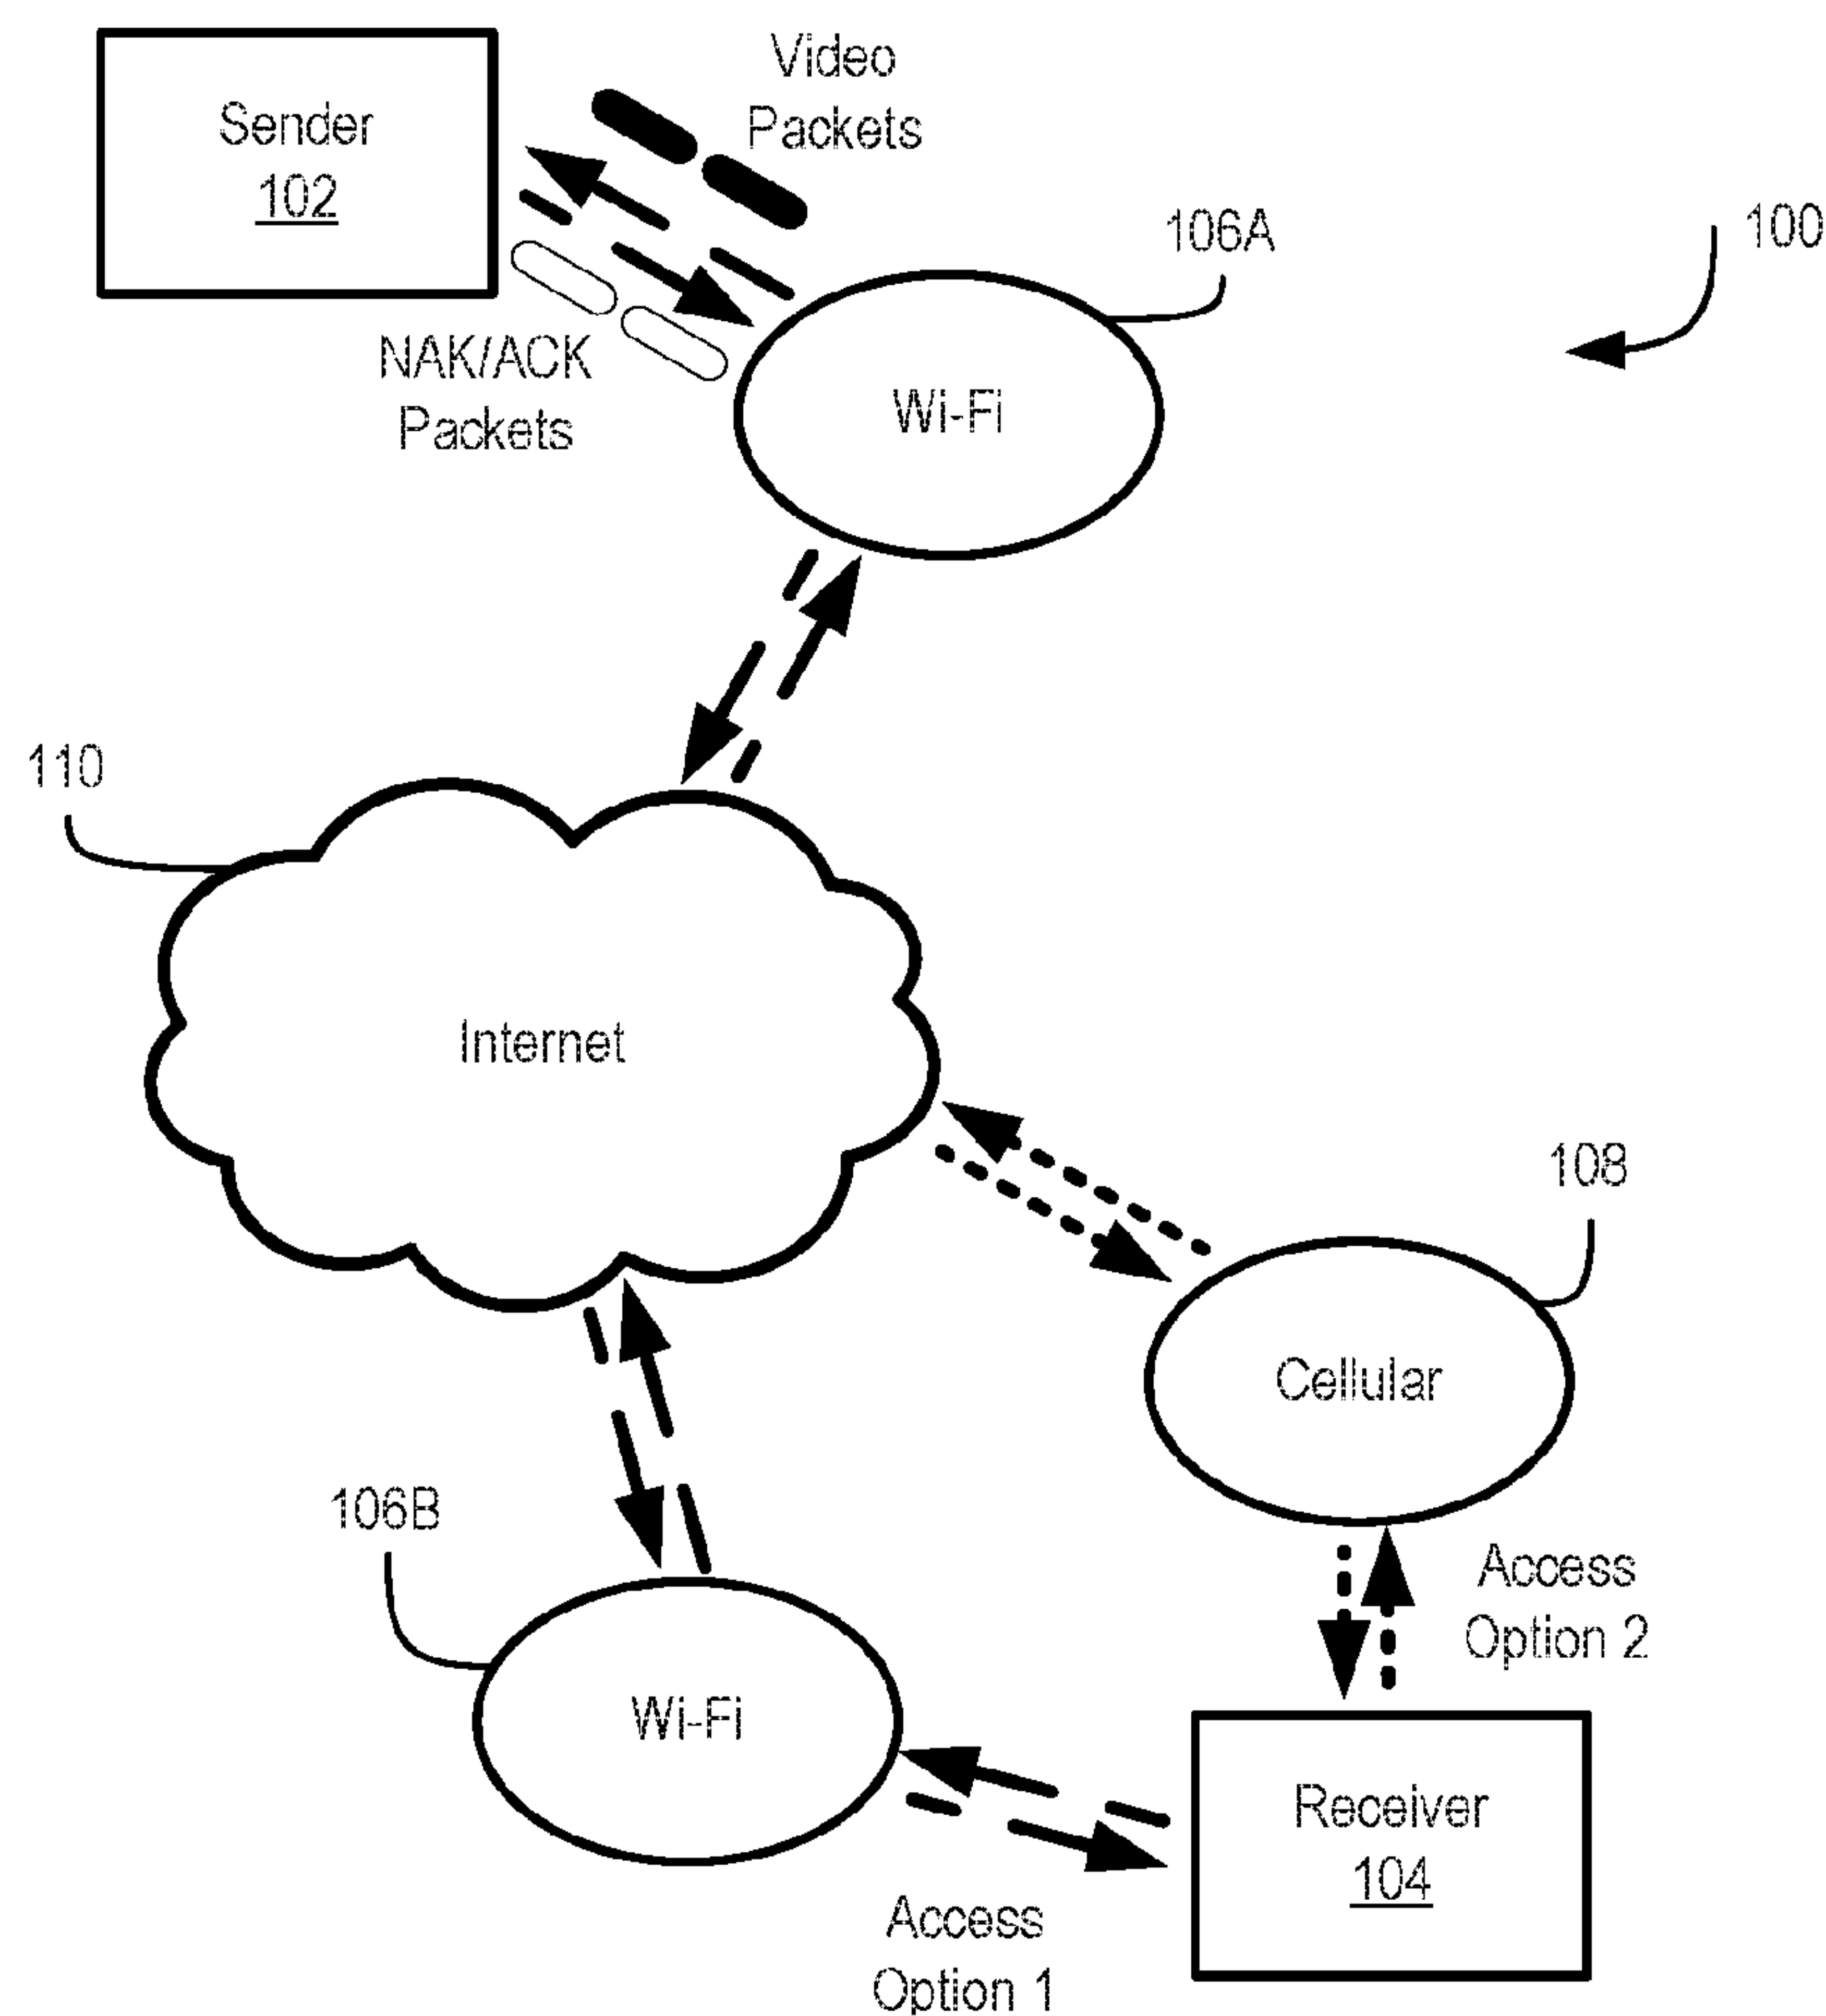 Video
Packets
Sender
102
106A
100
NAK/ACK
Packets
Wi-Fi
110
Internet
108
Cellular
106B
Access
Option 2
Wi-Fi
Receiver
104
Access
Option 1